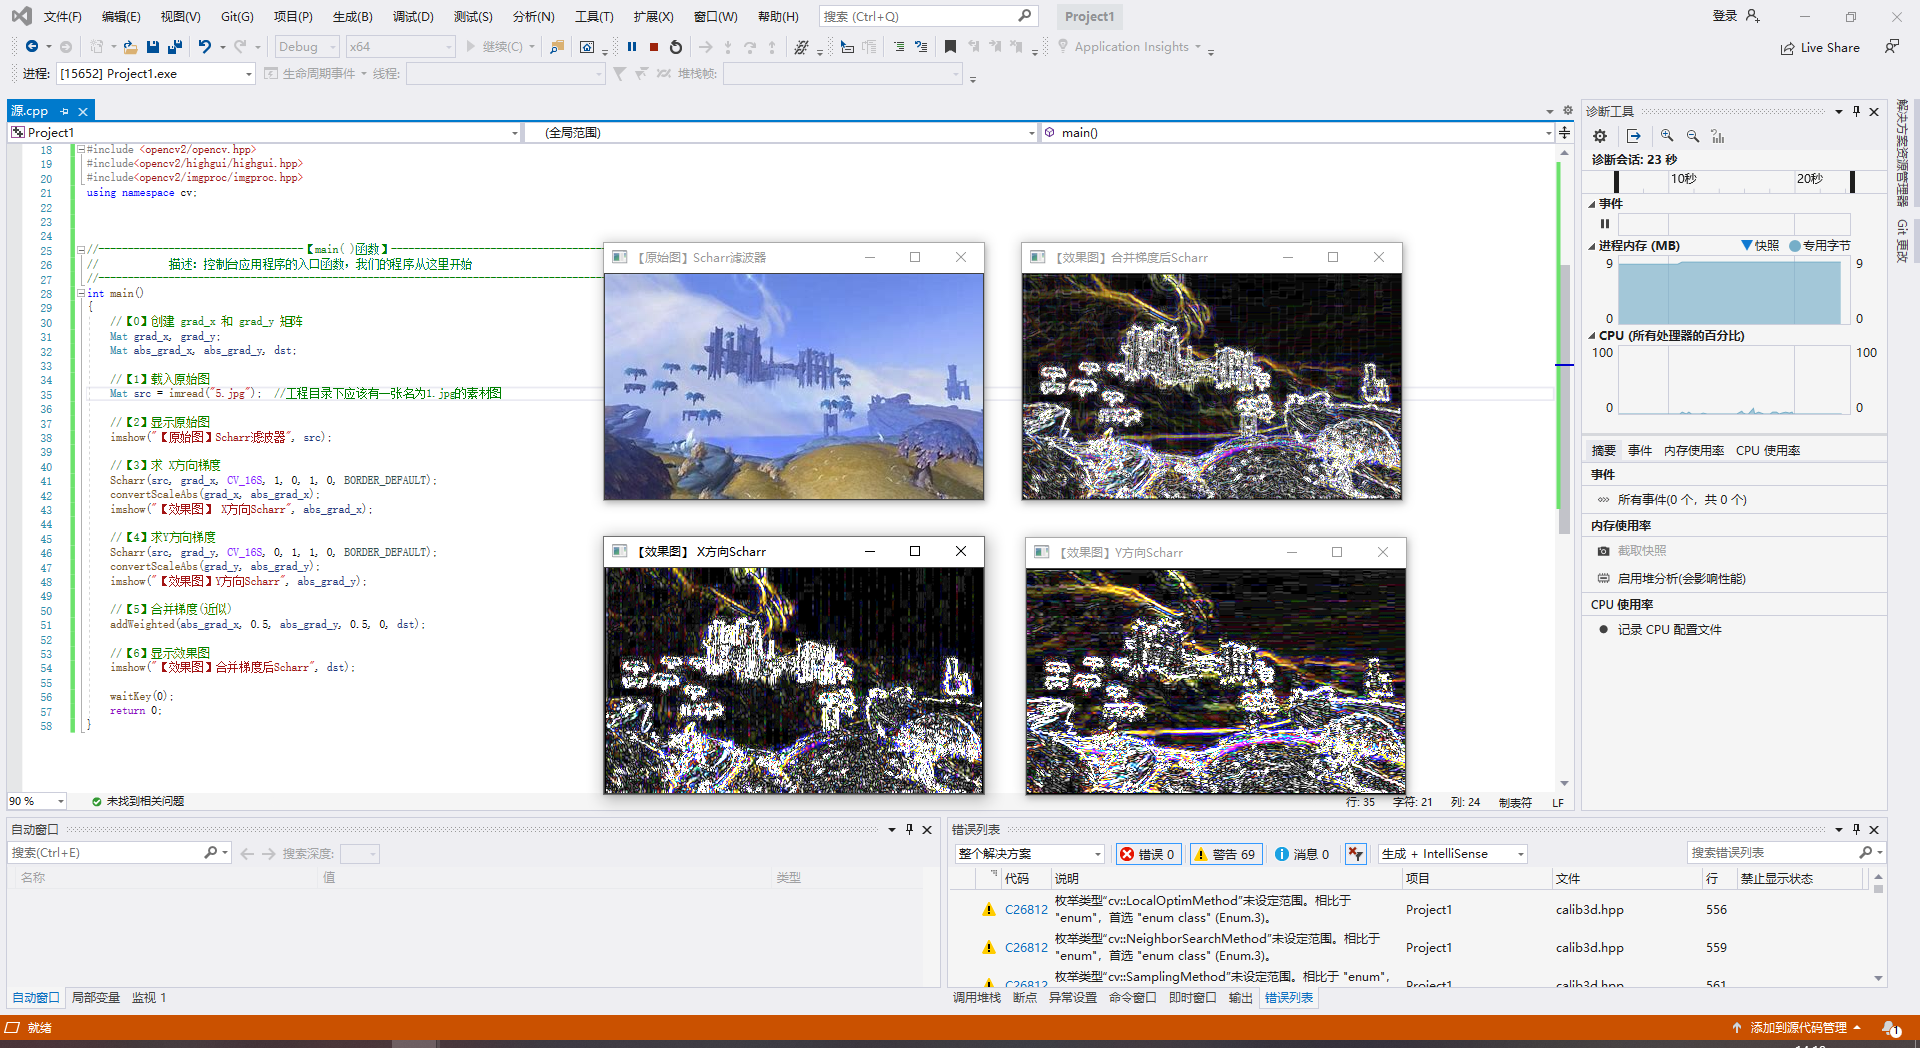 文件(F) 编辑(E) 视图(V) Git(G) 项目(P) 生成(B) 调试(D) 测试(S) 分析(N) 工具(T) 扩展(X) 窗口(W) 帮助(H) 搜索 (Ctrl+Q) Project1 登录
Debug x64 继续(C) Application Insights Live Share
进程: [15652] Project1.exe 生命周期事件 线程: 堆栈帧:
源.cpp
Project1 (全局范围) main()
18 #include <opencv2/opencv.hpp>
19 #include<opencv2/highgui/highgui.hpp>
20 #include<opencv2/imgproc/imgproc.hpp>
21 using namespace cv;
22
23
24
25 //-----------------------------------【main( )函数】------------------------------------
26 // 描述: 控制台应用程序的入口函数, 我们的程序从这里开始
27 //-----------------------------------------------------------------------------------
28 int main()
29 {
30 //【0】创建 grad_x 和 grad_y 矩阵
31 Mat grad_x, grad_y;
32 Mat abs_grad_x, abs_grad_y, dst;
33
34 //【1】载入原始图
35 Mat src = imread("5.jpg"); //工程目录下应该有一张名为1.jpg的素材图
36
37 //【2】显示原始图
38 imshow("【原始图】Scharr滤波器", src);
39
40 //【3】求 X方向梯度
41 Scharr(src, grad_x, CV_16S, 1, 0, 1, 0, BORDER_DEFAULT);
42 convertScaleAbs(grad_x, abs_grad_x);
43 imshow("【效果图】 X方向Scharr", abs_grad_x);
44
45 //【4】求Y方向梯度
46 Scharr(src, grad_y, CV_16S, 0, 1, 1, 0, BORDER_DEFAULT);
47 convertScaleAbs(grad_y, abs_grad_y);
48 imshow("【效果图】Y方向Scharr", abs_grad_y);
49
50 //【5】合并梯度(近似)
51 addWeighted(abs_grad_x, 0.5, abs_grad_y, 0.5, 0, dst);
52
53 //【6】显示效果图
54 imshow("【效果图】合并梯度后Scharr", dst);
55
56 waitKey(0);
57 return 0;
58 }
【原始图】Scharr滤波器
【效果图】合并梯度后Scharr
【效果图】 X方向Scharr
【效果图】Y方向Scharr
90 % 未找到相关问题 行: 35 字符: 21 列: 24 制表符 LF
诊断工具
诊断会话: 23 秒
10秒 20秒
事件
进程内存 (MB) 快照 专用字节
9 9
0 0
CPU (所有处理器的百分比)
100 100
0 0
摘要 事件 内存使用率 CPU 使用率
事件
所有事件(0 个, 共 0 个)
内存使用率
截取快照
启用堆分析(会影响性能)
CPU 使用率
记录 CPU 配置文件
解决方案资源管理器
Git 更改
自动窗口
搜索(Ctrl+E) 搜索深度:
名称 值 类型
自动窗口 局部变量 监视 1
错误列表
整个解决方案 错误 0 警告 69 消息 0 生成 + IntelliSense 搜索错误列表
代码 说明 项目 文件 行 禁止显示状态
C26812 枚举类型"cv::LocalOptimMethod"未设定范围。相比于 "enum", 首选 "enum class" (Enum.3)。 Project1 calib3d.hpp 556
C26812 枚举类型"cv::NeighborSearchMethod"未设定范围。相比于 "enum", 首选 "enum class" (Enum.3)。 Project1 calib3d.hpp 559
C26812 枚举类型"cv::SamplingMethod"未设定范围。相比于 "enum", Project1 calib3d.hpp 561
调用堆栈 断点 异常设置 命令窗口 即时窗口 输出 错误列表
就绪 添加到源代码管理 1